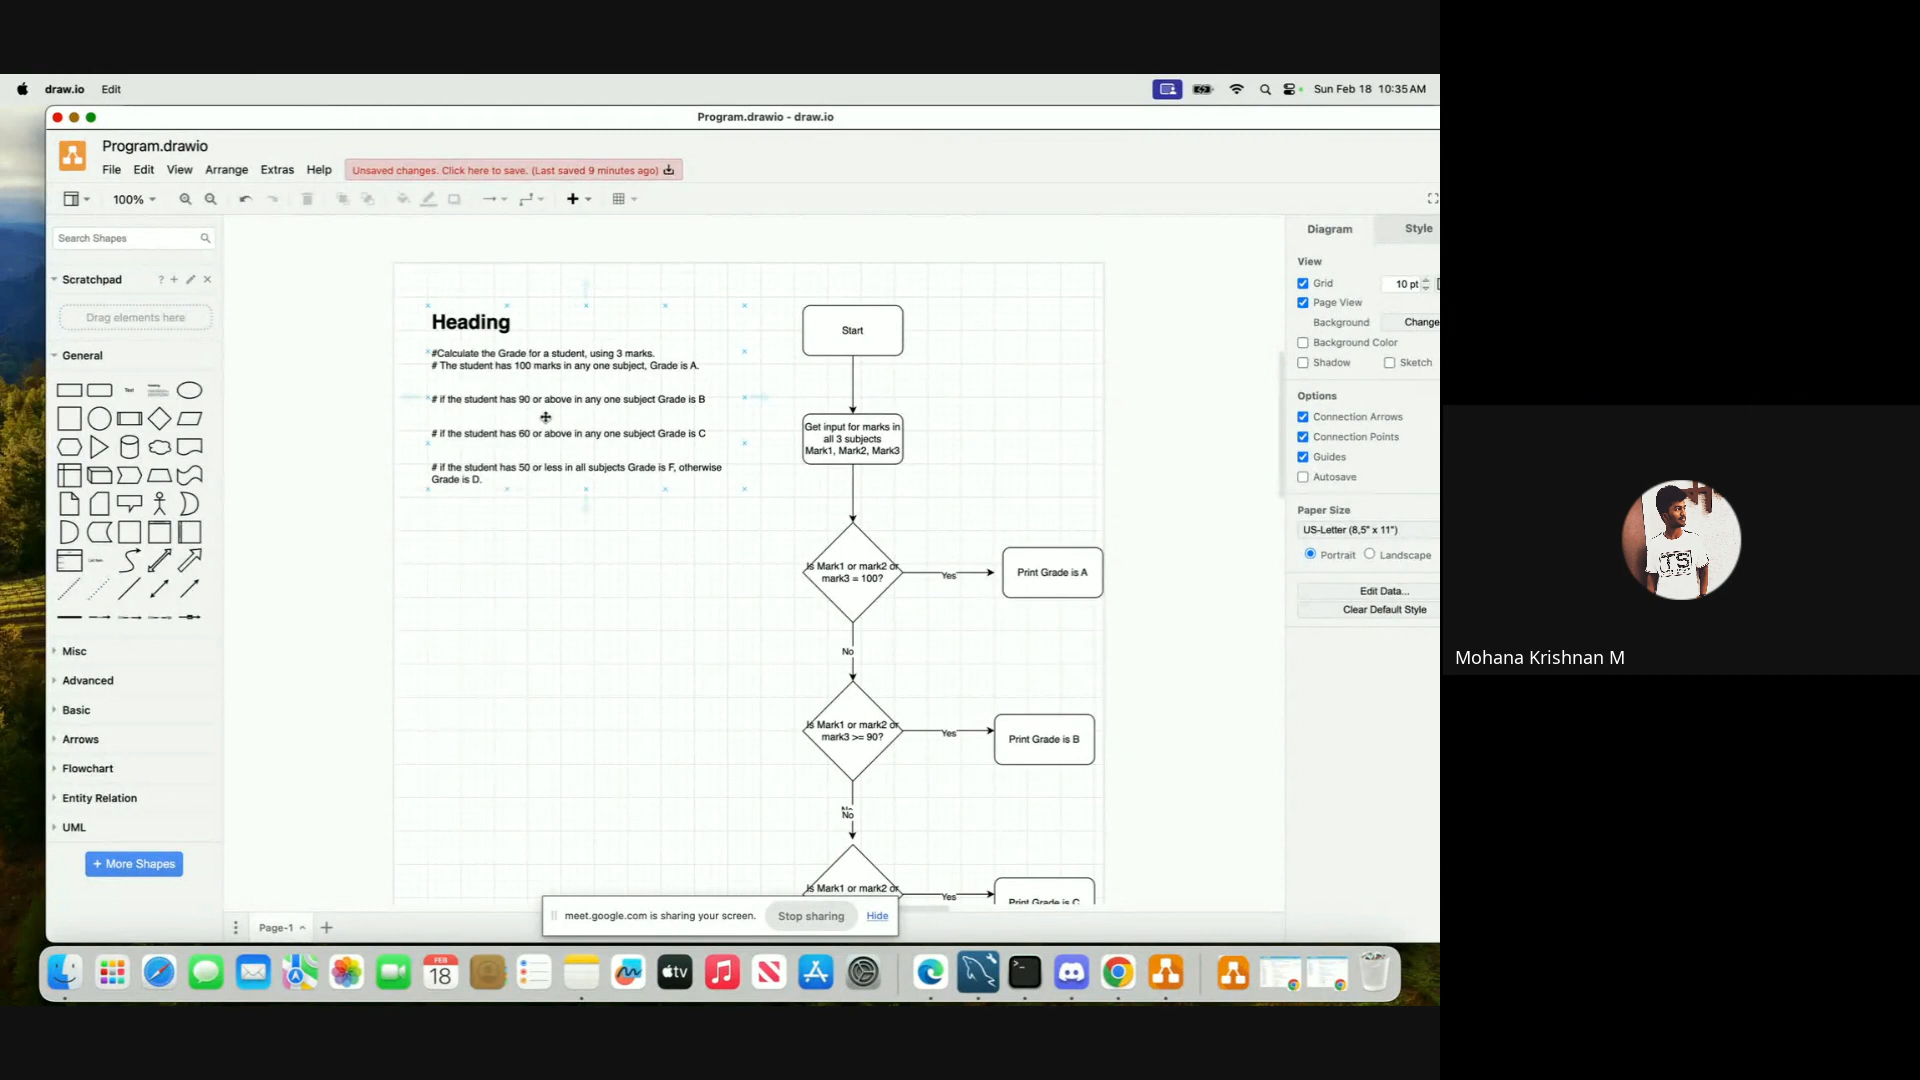 draw.io Edit Sun Feb 18 10:35 AM
Program.drawio - draw.io
Program.drawio
File Edit View Arrange Extras Help Unsaved changes. Click here to save. (Last saved 9 minutes ago)
100%
Search Shapes
Scratchpad
Drag elements here
General
Text
Misc
Advanced
Basic
Arrows
Flowchart
Entity Relation
UML
+ More Shapes
Heading
#Calculate the Grade for a student, using 3 marks.
# The student has 100 marks in any one subject, Grade is A.
# if the student has 90 or above in any one subject Grade is B
# if the student has 60 or above in any one subject Grade is C
# if the student has 50 or less in all subjects Grade is F, otherwise
Grade is D.
Start
Get input for marks in
all 3 subjects
Mark1, Mark2, Mark3
Is Mark1 or mark2 or
mark3 = 100?
Yes
Print Grade is A
No
Is Mark1 or mark2 or
mark3 >= 90?
Yes
Print Grade is B
No
Is Mark1 or mark2 or
Yes
Print Grade is C
Diagram Style
View
Grid 10 pt
Page View
Background Change
Background Color
Shadow Sketch
Options
Connection Arrows
Connection Points
Guides
Autosave
Paper Size
US-Letter (8,5" x 11")
Portrait Landscape
Edit Data...
Clear Default Style
meet.google.com is sharing your screen. Stop sharing Hide
Page-1
FEB
18
tv
Mohana Krishnan M